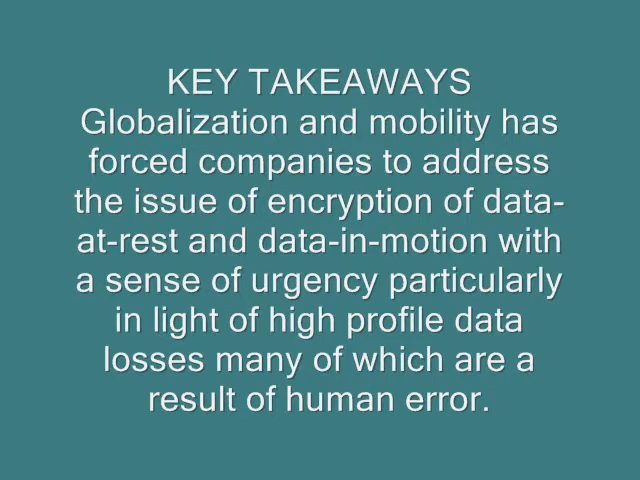 KEY TAKEAWAYS
Globalization and mobility has
forced companies to address
the issue of encryption of data-
at-rest and data-in-motion with
a sense of urgency particularly
in light of high profile data
losses many of which are a
result of human error.